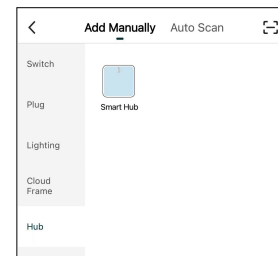 Add Manually Auto Scan
Switch
Smart Hub
Plug
Lighting
Cloud
Frame
Hub